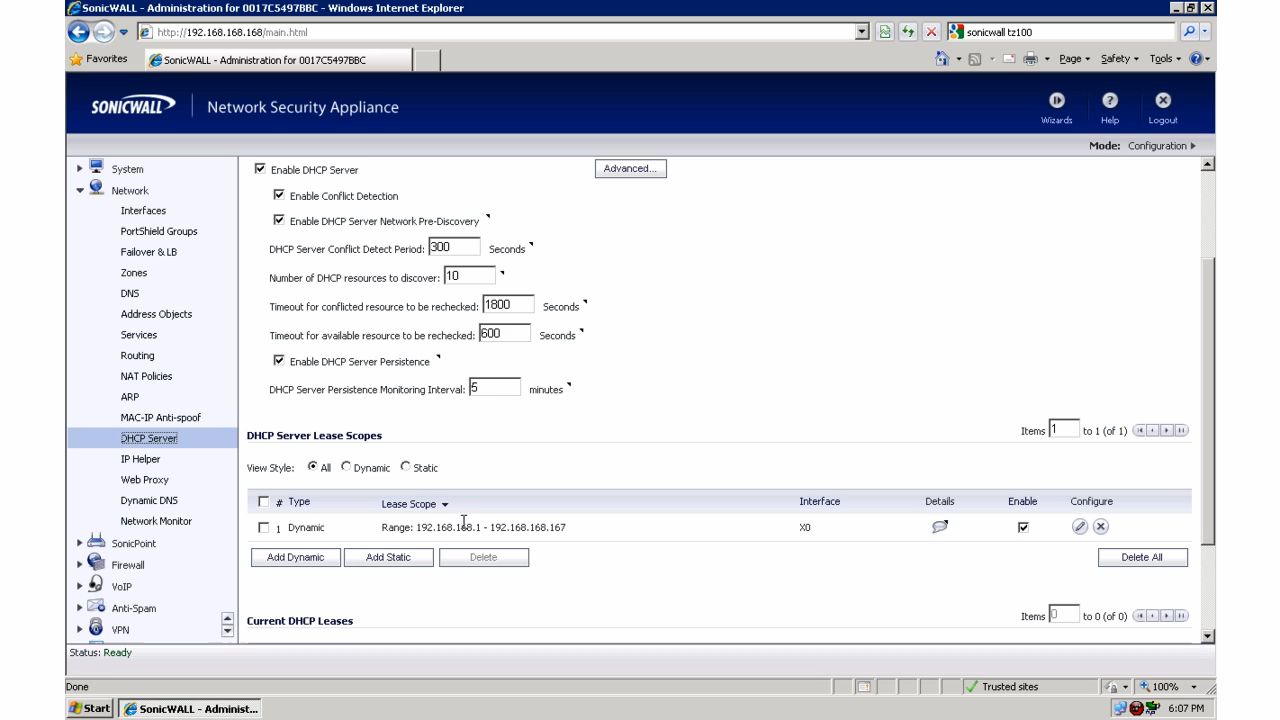 SonicWALL - Administration for 0017C5497BBC - Windows Internet Explorer
http://192.168.168.168/main.html
sonicwall tz100
Favorites
SonicWALL - Administration for 0017C5497BBC
Page
Safety
Tools
SONICWALL
Network Security Appliance
Wizards
Help
Logout
Mode: Configuration
System
Network
Interfaces
PortShield Groups
Failover & LB
Zones
DNS
Address Objects
Services
Routing
NAT Policies
ARP
MAC-IP Anti-spoof
DHCP Server
IP Helper
Web Proxy
Dynamic DNS
Network Monitor
SonicPoint
Firewall
VoIP
Anti-Spam
VPN
Enable DHCP Server
Advanced...
Enable Conflict Detection
Enable DHCP Server Network Pre-Discovery
DHCP Server Conflict Detect Period: 300 Seconds
Number of DHCP resources to discover: 10
Timeout for conflicted resource to be rechecked: 1800 Seconds
Timeout for available resource to be rechecked: 600 Seconds
Enable DHCP Server Persistence
DHCP Server Persistence Monitoring Interval: 5 minutes
DHCP Server Lease Scopes
Items 1 to 1 (of 1)
View Style: All Dynamic Static
# Type Lease Scope Interface Details Enable Configure
1 Dynamic Range: 192.168.168.1 - 192.168.168.167 X0
Add Dynamic
Add Static
Delete
Delete All
Current DHCP Leases
Items 0 to 0 (of 0)
Status: Ready
Done
Trusted sites
100%
Start
SonicWALL - Administ...
6:07 PM